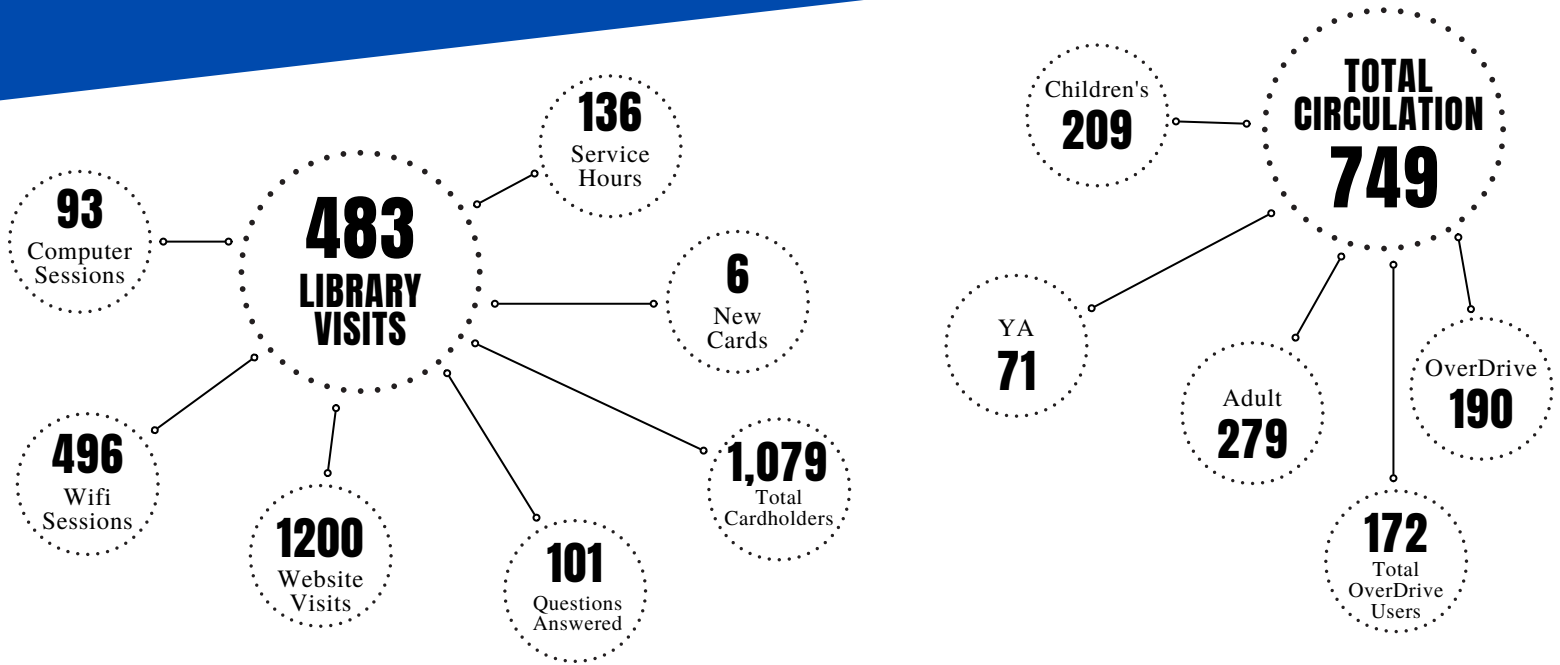 483
LIBRARY
VISITS
136
Service
Hours
6
New
Cards
1,079
Total
Cardholders
101
Questions
Answered
1200
Website
Visits
496
Wifi
Sessions
93
Computer
Sessions
TOTAL
CIRCULATION
749
Children's
209
YA
71
Adult
279
172
Total
OverDrive
Users
OverDrive
190